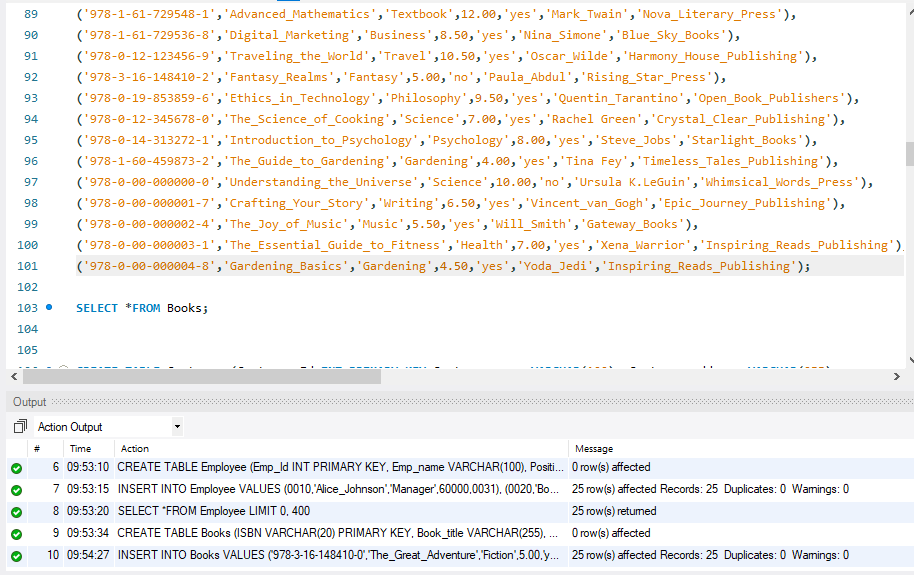 89 ('978-1-61-729548-1','Advanced_Mathematics','Textbook',12.00,'yes','Mark_Twain','Nova_Literary_Press'),
90 ('978-1-61-729536-8','Digital_Marketing','Business',8.50,'yes','Nina_Simone','Blue_Sky_Books'),
91 ('978-0-12-123456-9','Traveling_the_World','Travel',10.50,'yes','Oscar_Wilde','Harmony_House_Publishing'),
92 ('978-3-16-148410-2','Fantasy_Realms','Fantasy',5.00,'no','Paula_Abdul','Rising_Star_Press'),
93 ('978-0-19-853859-6','Ethics_in_Technology','Philosophy',9.50,'yes','Quentin_Tarantino','Open_Book_Publishers'),
94 ('978-0-12-345678-0','The_Science_of_Cooking','Science',7.00,'yes','Rachel Green','Crystal_Clear_Publishing'),
95 ('978-0-14-313272-1','Introduction_to_Psychology','Psychology',8.00,'yes','Steve_Jobs','Starlight_Books'),
96 ('978-1-60-459873-2','The_Guide_to_Gardening','Gardening',4.00,'yes','Tina Fey','Timeless_Tales_Publishing'),
97 ('978-0-00-000000-0','Understanding_the_Universe','Science',10.00,'no','Ursula K.LeGuin','Whimsical_Words_Press'),
98 ('978-0-00-000001-7','Crafting_Your_Story','Writing',6.50,'yes','Vincent_van_Gogh','Epic_Journey_Publishing'),
99 ('978-0-00-000002-4','The_Joy_of_Music','Music',5.50,'yes','Will_Smith','Gateway_Books'),
100 ('978-0-00-000003-1','The_Essential_Guide_to_Fitness','Health',7.00,'yes','Xena_Warrior','Inspiring_Reads_Publishing')
101 ('978-0-00-000004-8','Gardening_Basics','Gardening',4.50,'yes','Yoda_Jedi','Inspiring_Reads_Publishing');
102
103 SELECT *FROM Books;
104
105
Output
Action Output
# Time Action Message
6 09:53:10 CREATE TABLE Employee (Emp_Id INT PRIMARY KEY, Emp_name VARCHAR(100), Positi... 0 row(s) affected
7 09:53:15 INSERT INTO Employee VALUES (0010,'Alice_Johnson','Manager',60000,0031), (0020,'Bo... 25 row(s) affected Records: 25 Duplicates: 0 Warnings: 0
8 09:53:20 SELECT *FROM Employee LIMIT 0, 400 25 row(s) returned
9 09:53:34 CREATE TABLE Books (ISBN VARCHAR(20) PRIMARY KEY, Book_title VARCHAR(255), ... 0 row(s) affected
10 09:54:27 INSERT INTO Books VALUES ('978-3-16-148410-0','The_Great_Adventure','Fiction',5.00,'y... 25 row(s) affected Records: 25 Duplicates: 0 Warnings: 0